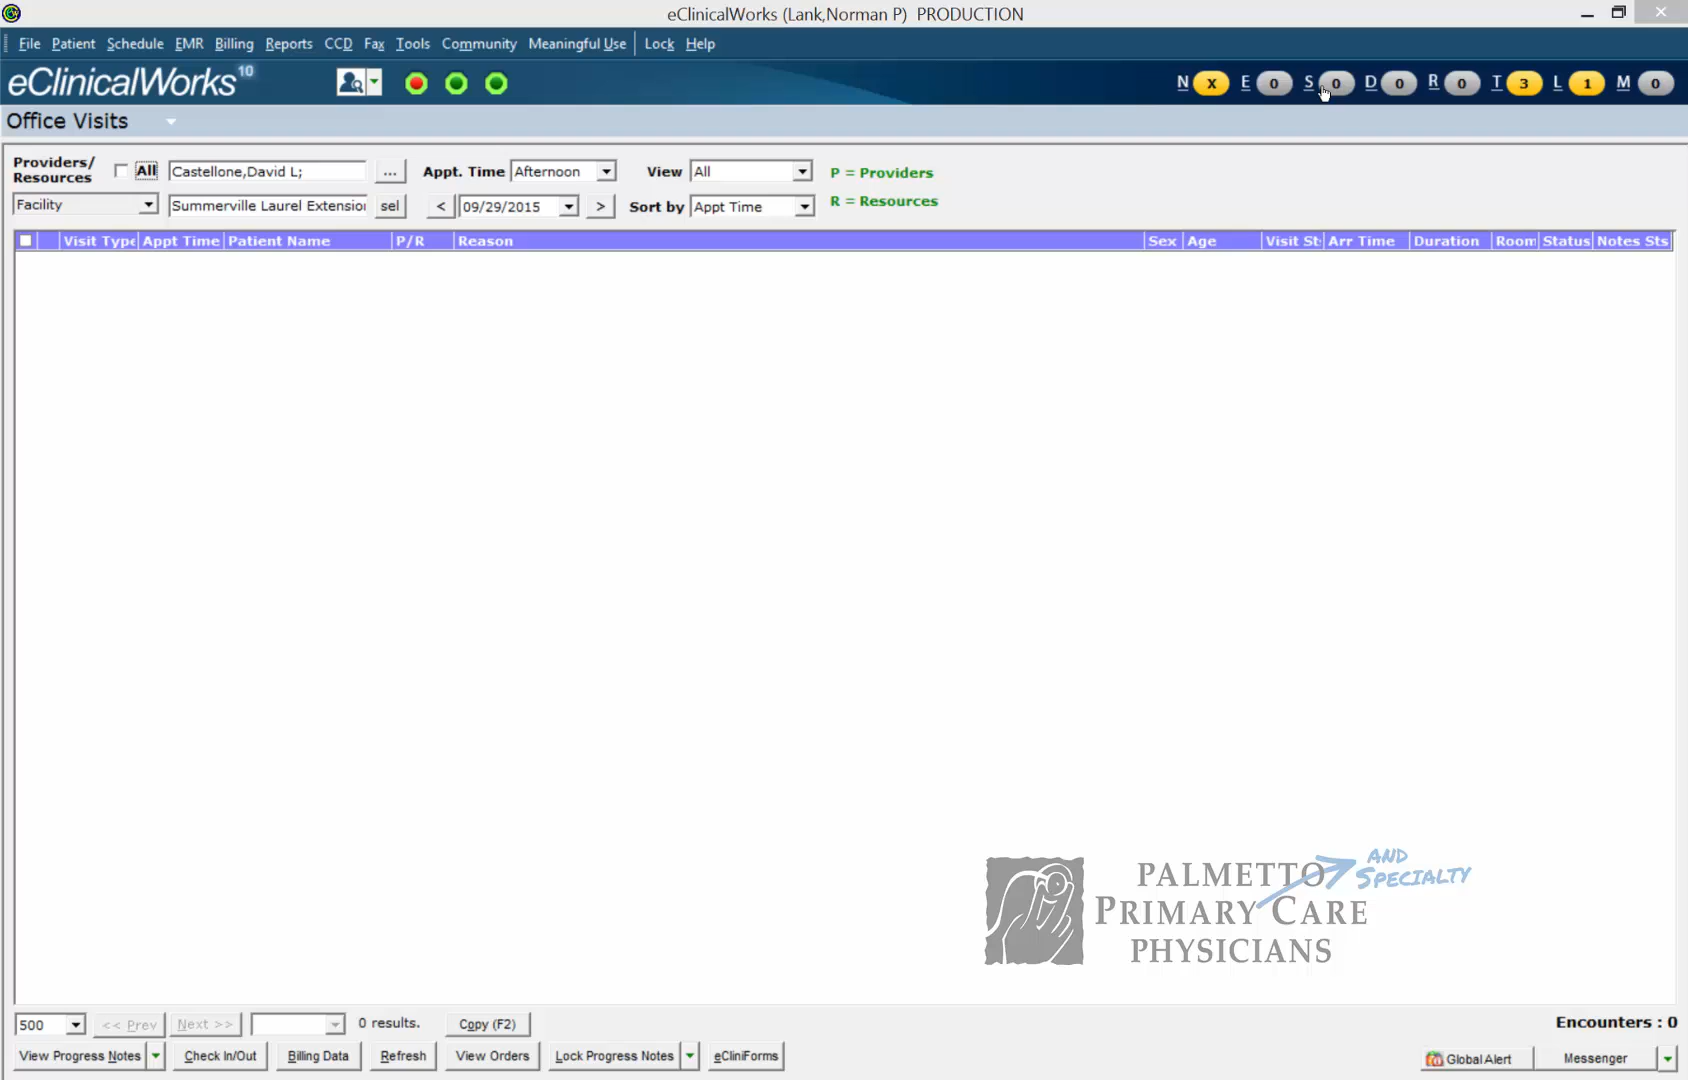 eClinicalWorks (Lank,Norman P) PRODUCTION
File Patient Schedule EMR Billing Reports CCD Fax Tools Community Meaningful Use Lock Help
eClinicalWorks 10 N X E 0 S 0 D 0 R 0 T 3 L 1 M 0
Office Visits
Providers/ Resources All Castellone,David L; ... Appt. Time Afternoon View All P = Providers
Facility Summerville Laurel Extension sel < 09/29/2015 > Sort by Appt Time R = Resources
Visit Type Appt Time Patient Name P/R Reason Sex Age Visit St Arr Time Duration Room Status Notes Sts
PALMETTO AND SPECIALTY
PRIMARY CARE
PHYSICIANS
500 << Prev Next >> 0 results. Copy (F2) Encounters : 0
View Progress Notes Check In/Out Billing Data Refresh View Orders Lock Progress Notes eCliniForms Global Alert Messenger